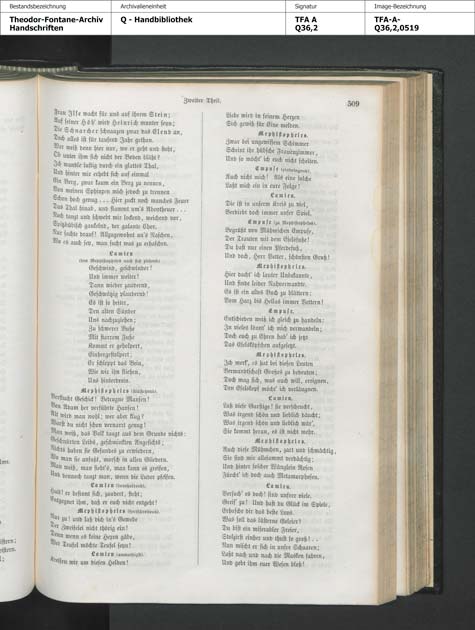 Bestandsbezeichnung
Theodor-Fontane-Archiv
Handschriften
Archivalieneinheit
Q - Handbibliothek
Signatur
TFA A
Q36,2
Image-Bezeichnung
TFA-A-
Q36,2,0519
Zweiter Theil.
509
Frau Ilse wacht für uns auf ihrem Stein;
Auf seiner Höh' wird Heinrich munter seyn;
Die Schnarcher schnauzen zwar das Elend an,
Doch alles ist für tausend Jahr gethan.
Wer weiß denn hier nur, wo er geht und steht,
Ob unter ihm sich nicht der Boden bläht?
Ich wandle lustig durch ein glattes Thal,
Und hinter mir erhebt sich auf einmal
Ein Berg, zwar kaum ein Berg zu nennen,
Von meinen Sphingen mich jedoch zu trennen
Schon hoch genug... Hier zuckt noch manches Feuer
Das Thal hinab, und flammt um's Abenteuer...
Noch tanzt und schwebt mir lockend, weichend vor,
Spitzbübisch gaukelnd, der galante Chor.
Nur sachte drauf! Allzugewohnt an's Naschen,
Wo es auch sey, man sucht was zu erhaschen.
Lamien
Geschwind, geschwinder!
Und immer weiter!
Dann wieder zaudernd,
Geschwätzig plaudernd!
Es ist so heiter,
Den alten Sünder
Uns nachzuziehen;
Zu schwerer Buße
Mit starrem Fuße
Kommt er geholpert,
Einhergestolpert;
Er schleppt das Bein,
Wie wir ihn fliehen,
Uns hinterdrein.
Mephistopheles (stillstehend).
Verflucht Geschick! Betrogne Mansen!
Von Adam her verführte Hansen!
Alt wird man wohl; wer aber klug?
Warst du nicht schon vernarrt genug!
Man weiß, das Volk taugt aus dem Grunde nichts:
Geschnürten Leibs, geschminkten Angesichts;
Nichts haben sie Gesundes zu erwiedern,
Wo man sie anfaßt, morsch in allen Gliedern.
Man weiß, man sieht's, man kann es greifen,
Und dennoch tanzt man, wenn die Luder pfeifen.
Lamien (innehaltend).
Halt! er besinnt sich, zaudert, steht;
Entgegnet ihm, daß er euch nicht entgeht!
Mephistopheles (fortschreitend).
Nur zu! und laß dich in's Gewebe
Der Zweifelei nicht thörig ein!
Denn wenn es keine Hexen gäbe,
Wer Teufel möchte Teufel seyn!
Lamien (anmuthigst).
Kreisen wir um diesen Helden!
Liebe wird in seinem Herzen
Sich gewiß für Eine melden.
Mephistopheles.
Zwar bei ungewissem Schimmer
Scheint ihr hübsche Frauenzimmer,
Und so möcht' ich euch nicht schelten.
Empuse (eindringend).
Auch nicht mich! Als eine solche
Laßt mich ein in eure Folge!
Lamien.
Die ist in unserm Kreis zu viel,
Verdirbt doch immer unser Spiel.
Empuse (zu Mephistopheles).
Begrüßt von Mühmichen Empuse,
Der Trauten mit dem Eselsfuße!
Du hast nur einen Pferdefuß,
Und doch, Herr Vetter, schönsten Gruß!
Mephistopheles.
Hier dacht' ich lauter Unbekannte,
Und finde leider Nahverwandte.
Es ist ein altes Buch zu blättern:
Vom Harz bis Hellas immer Vettern!
Empuse.
Entschieden weiß ich gleich zu handeln;
In vieles könnt' ich mich verwandeln;
Doch euch zu Ehren hab' ich jetzt
Das Eselsköpfchen aufgesetzt.
Mephistopheles.
Ich merk', es hat bei diesen Leuten
Verwandtschaft Großes zu bedeuten;
Doch mag sich, was auch will, eräugnen,
Den Eselskopf möcht' ich verläugnen.
Lamien.
Laß diese Garstige! sie verscheucht,
Was irgend schön und lieblich däucht;
Was irgend schön und lieblich wär',
Sie kommt heran, es ist nicht mehr.
Mephistopheles.
Auch diese Mühmchen, zart und schmächtig,
Sie sind mir allesammt verdächtig;
Und hinter solcher Wänglein Rosen
Fürcht' ich doch auch Metamorphosen.
Lamien.
Versuch' es doch! sind unsrer viele.
Greif zu! Und hast du Glück im Spiele,
Erhasche dir das beste Loos.
Was soll das lüsterne Geleier?
Du bist ein miserabler Freier,
Stolzirst einher und thust so groß!...
Nun mischt er sich in unsre Schaaren;
Laßt nach und nach die Masken fahren,
Und gebt ihm euer Wesen bloß!